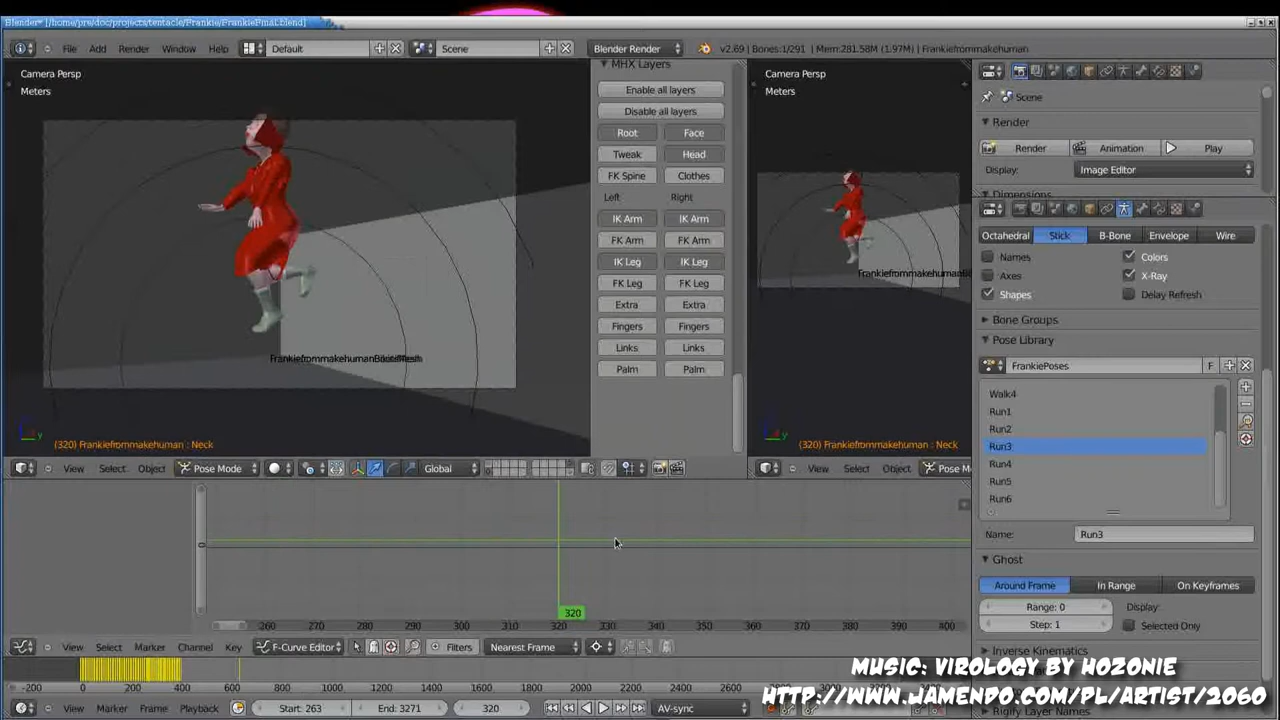 Blender* [/home/pre/doc/projects/tentacle/Frankie/FrankieFinal.blend]
File Add Render Window Help Default Scene Blender Render v2.69 | Bones:1/291 | Mem:281.58M (1.97M) | Frankiefrommakehuman
Camera Persp
Meters
MHX Layers
Enable all layers
Disable all layers
Root Face
Tweak Head
FK Spine Clothes
Left Right
IK Arm IK Arm
FK Arm FK Arm
IK Leg IK Leg
FK Leg FK Leg
Extra Extra
Fingers Fingers
Links Links
Palm Palm
(320) Frankiefrommakehuman : Neck
View Select Object Pose Mode Global
Camera Persp
Meters
Frankiefrommakehuman
(320) Frankiefrommakehuman : Neck
View Select Object Pose M
Scene
Render
Render Animation Play
Display: Image Editor
Dimensions
Octahedral Stick B-Bone Envelope Wire
Names Colors
Axes X-Ray
Shapes Delay Refresh
Bone Groups
Pose Library
FrankiePoses F
Walk4
Run1
Run2
Run3
Run4
Run5
Run6
Name: Run3
Ghost
Around Frame In Range On Keyframes
Range: 0 Display:
Step: 1 Selected Only
Inverse Kinematics
Rigify Layer Names
320
260 270 280 290 300 310 320 330 340 350 360 370 380 390 400
View Select Marker Channel Key F-Curve Editor Filters Nearest Frame
-200 0 200 400 600 800 1000 1200 1400 1600 1800 2000 2200 2400 2600
View Marker Frame Playback Start: 263 End: 3271 320 AV-sync
MUSIC: VIROLOGY BY HOZONIE
HTTP://WWW.JAMENDO.COM/PL/ARTIST/2060